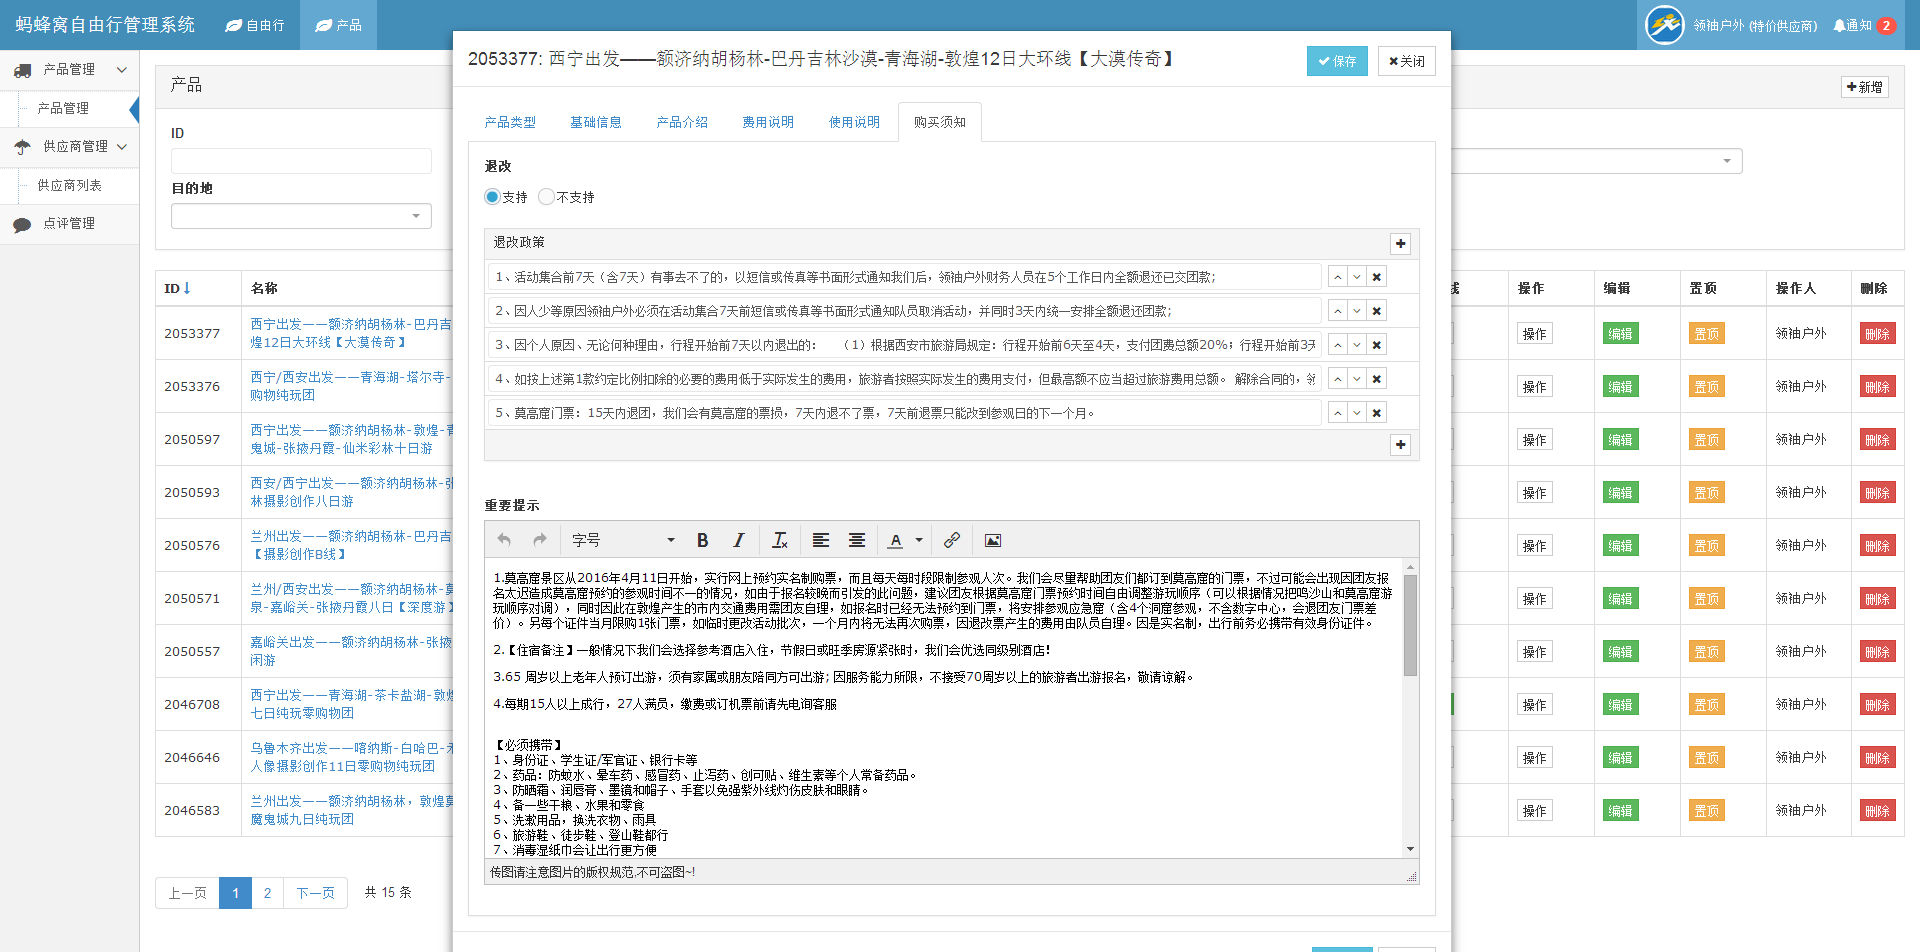 蚂蜂窝自由行管理系统
自由行
产品
领袖户外 (特价供应商)
通知
2
产品管理
产品管理
供应商管理
供应商列表
点评管理
产品
新增
ID
目的地
ID
名称
操作
编辑
置顶
操作人
删除
2053377
西宁出发——额济纳胡杨林-巴丹吉
煌12日大环线【大漠传奇】
操作
编辑
置顶
领袖户外
删除
2053376
西宁/西安出发——青海湖-塔尔寺-
购物纯玩团
操作
编辑
置顶
领袖户外
删除
2050597
西宁出发——额济纳胡杨林-敦煌-青
鬼城-张掖丹霞-仙米彩林十日游
操作
编辑
置顶
领袖户外
删除
2050593
西安/西宁出发——额济纳胡杨林-张
林摄影创作八日游
操作
编辑
置顶
领袖户外
删除
2050576
兰州出发——额济纳胡杨林-巴丹吉
【摄影创作B线】
操作
编辑
置顶
领袖户外
删除
2050571
兰州/西安出发——额济纳胡杨林-
泉-嘉峪关-张掖丹霞八日【深度游】
操作
编辑
置顶
领袖户外
删除
2050557
嘉峪关出发——额济纳胡杨林-张掖
闲游
操作
编辑
置顶
领袖户外
删除
2046708
西宁出发——青海湖-茶卡盐湖-敦煌
七日纯玩零购物团
操作
编辑
置顶
领袖户外
删除
2046646
乌鲁木齐出发——喀纳斯-白哈巴-禾
人像摄影创作11日零购物纯玩团
操作
编辑
置顶
领袖户外
删除
2046583
兰州出发——额济纳胡杨林，敦煌莫
魔鬼城九日纯玩团
操作
编辑
置顶
领袖户外
删除
上一页
1
2
下一页
共 15 条
2053377: 西宁出发——额济纳胡杨林-巴丹吉林沙漠-青海湖-敦煌12日大环线【大漠传奇】
保存
关闭
产品类型
基础信息
产品介绍
费用说明
使用说明
购买须知
退改
支持
不支持
退改政策
1、活动集合前7天（含7天）有事去不了的，以短信或传真等书面形式通知我们后，领袖户外财务人员在5个工作日内全额退还已交团款;
2、因人少等原因领袖户外必须在活动集合7天前短信或传真等书面形式通知队员取消活动，并同时3天内统一安排全额退还团款;
3、因个人原因、无论何种理由，行程开始前7天以内退出的： （1）根据西安市旅游局规定：行程开始前6天至4天，支付团费总额20%；行程开始前3天
4、如按上述第1款约定比例扣除的必要的费用低于实际发生的费用，旅游者按照实际发生的费用支付，但最高额不应当超过旅游费用总额。 解除合同的，领
5、莫高窟门票：15天内退团，我们会有莫高窟的票损，7天内退不了票，7天前退票只能改到参观日的下一个月。
重要提示
字号
1.莫高窟景区从2016年4月11日开始，实行网上预约实名制购票，而且每天每时段限制参观人次。我们会尽量帮助团友们都订到莫高窟的门票，不过可能会出现因团友报
名太迟造成莫高窟预约的参观时间不一的情况，如由于报名较晚而引发的此问题，建议团友根据莫高窟门票预约时间自由调整游玩顺序（可以根据情况把鸣沙山和莫高窟游
玩顺序对调），同时因此在敦煌产生的市内交通费用需团友自理，如报名时已经无法预约到门票，将安排参观应急窟（含4个洞窟参观，不含数字中心，会退团友门票差
价）。另每个证件当月限购1张门票，如临时更改活动批次，一个月内将无法再次购票，因退改票产生的费用由队员自理。因是实名制，出行前务必携带有效身份证件。
2.【住宿备注】一般情况下我们会选择参考酒店入住，节假日或旺季房源紧张时，我们会优选同级别酒店!
3.65 周岁以上老年人预订出游，须有家属或朋友陪同方可出游; 因服务能力所限，不接受70周岁以上的旅游者出游报名，敬请谅解。
4.每期15人以上成行，27人满员，缴费或订机票前请先电询客服
【必须携带】
1、身份证、学生证/军官证、银行卡等
2、药品：防蚊水、晕车药、感冒药、止泻药、创可贴、维生素等个人常备药品。
3、防晒霜、润唇膏、墨镜和帽子、手套以免强紫外线灼伤皮肤和眼睛。
4、备一些干粮、水果和零食
5、洗漱用品，换洗衣物、雨具
6、旅游鞋、徒步鞋、登山鞋都行
7、消毒湿纸巾会让出行更方便
传图请注意图片的版权规范,不可盗图~!